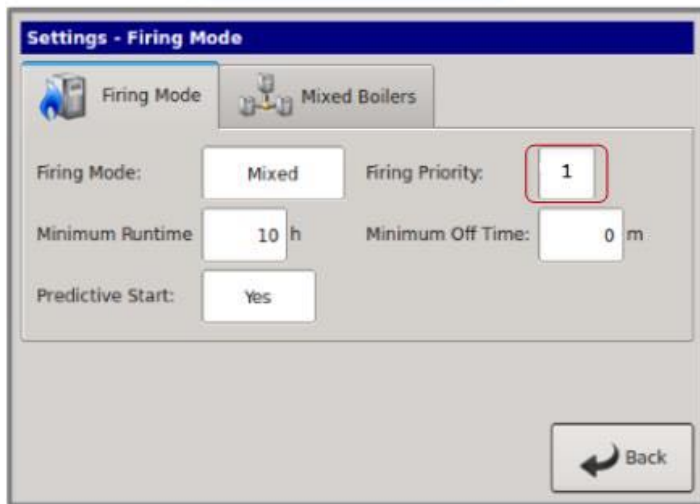 Settings - Firing Mode
Firing Mode
Mixed Boilers
Firing Mode: Mixed Firing Priority: 1
Minimum Runtime 10 h Minimum Off Time: 0 m
Predictive Start: Yes
Back